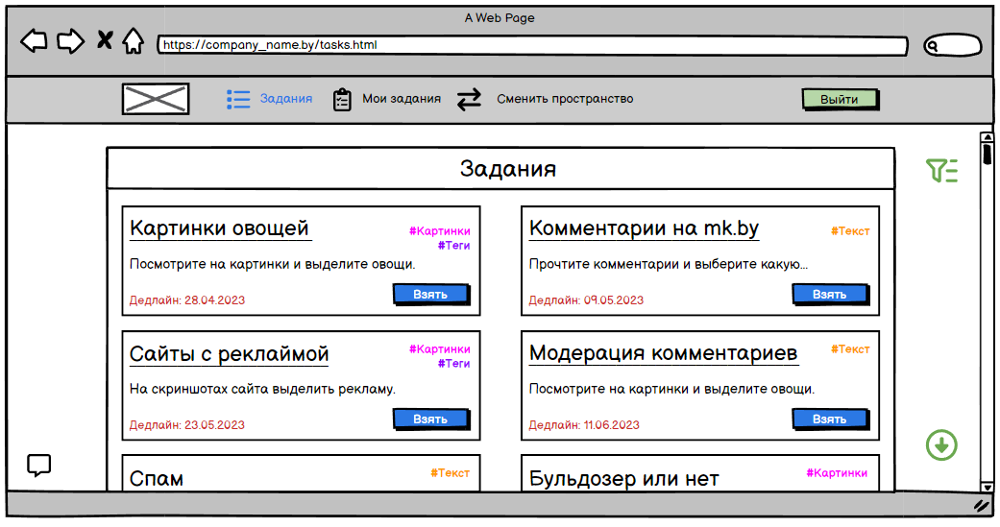 A Web Page
https://company_name.by/tasks.html
Задания
Мои задания
Сменить пространство
Выйти
Задания
Картинки овощей
#Картинки
#Теги
Посмотрите на картинки и выделите овощи.
Дедлайн: 28.04.2023
Взять
Комментарии на mk.by
#Текст
Прочтите комментарии и выберите какую...
Дедлайн: 09.05.2023
Взять
Сайты с реклаймой
#Картинки
#Теги
На скриншотах сайта выделить рекламу.
Дедлайн: 23.05.2023
Взять
Модерация комментариев
#Текст
Посмотрите на картинки и выделите овощи.
Дедлайн: 11.06.2023
Взять
Спам
#Текст
Бульдозер или нет
#Картинки